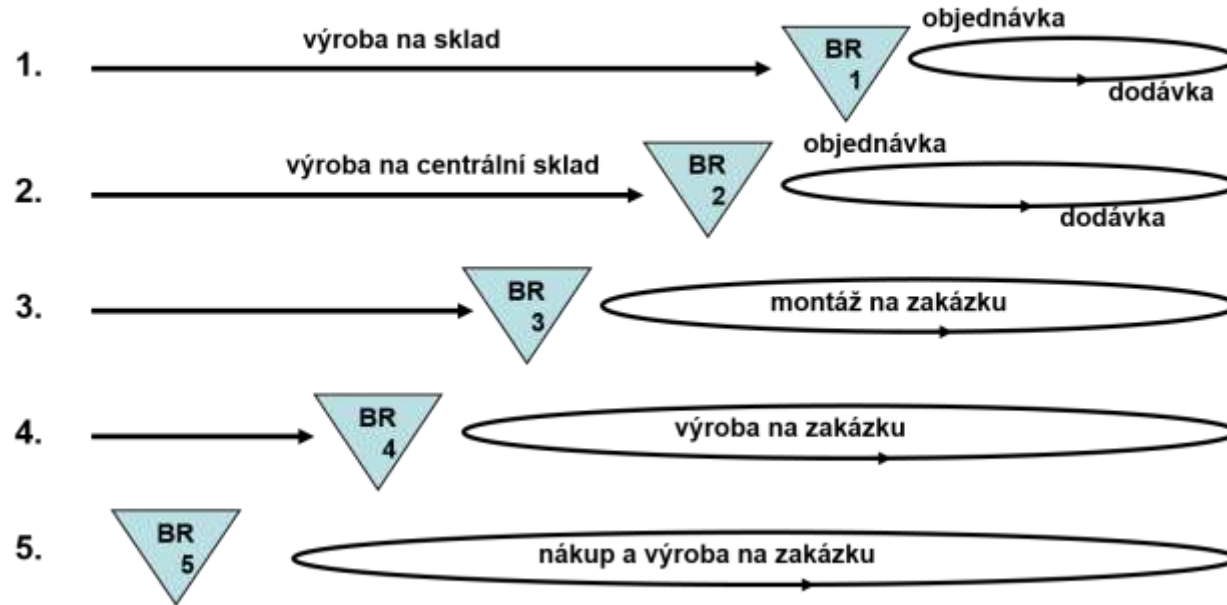 objednávka
výroba na sklad
1.
BR
1
dodávka
objednávka
výroba na centrální sklad
2.
BR
2
dodávka
3.
BR
3
montáž na zakázku
4.
BR
4
výroba na zakázku
5.
BR
5
nákup a výroba na zakázku